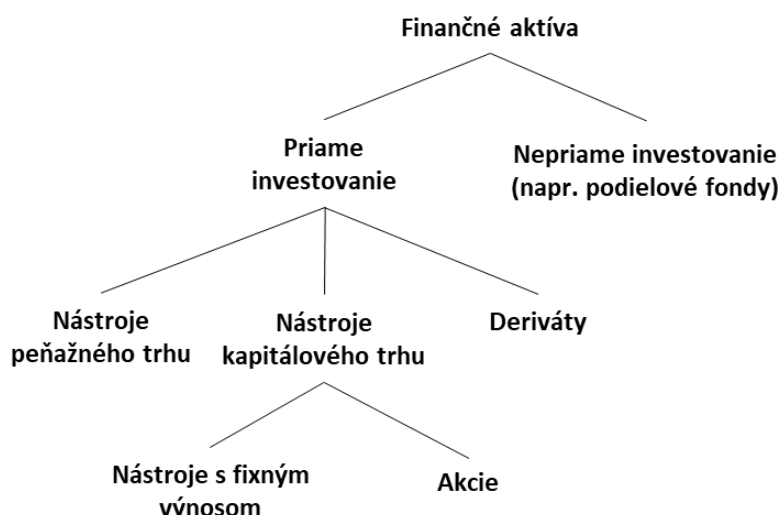 Finančné aktíva
Priame
investovanie
Nepriame investovanie
(napr. podielové fondy)
Nástroje
peňažného trhu
Nástroje
kapitálového trhu
Deriváty
Nástroje s fixným
výnosom
Akcie